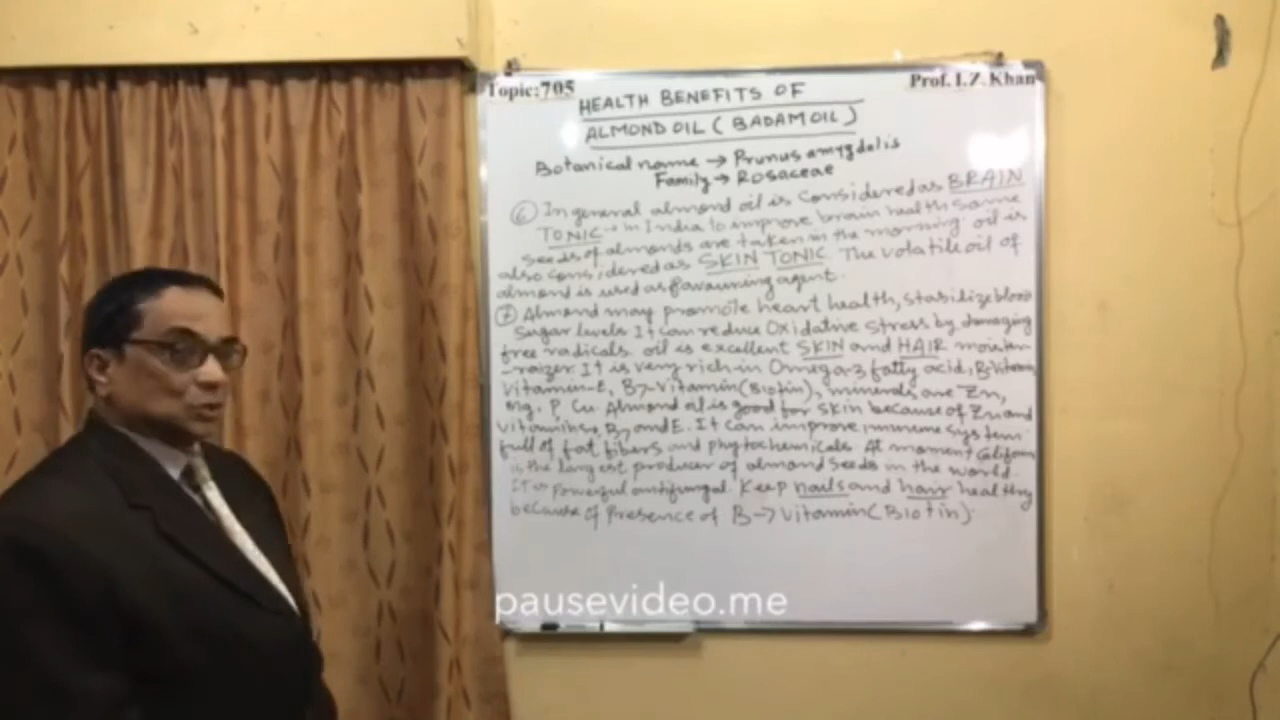 Topic:705
Prof. I.Z. Khan
HEALTH BENEFITS OF
ALMOND OIL ( BADAM OIL )
Botanical name → Prunus amygdalis
Family → Rosaceae
⑥ In general almond oil is considered as BRAIN
TONIC → in India to improve brain health some
seeds of almonds are taken in the morning. oil is
also considered as SKIN TONIC. The volatile oil of
almond is used as flavouring agent.
⑦ Almond may promote heart health, stabilize blood
sugar levels It can reduce Oxidative stress by damaging
free radicals. oil is excellent SKIN and HAIR moistu-
-raizer. It is very rich in Omega-3 fatty acid,
Vitamin-E, B7-vitamin (Biotin), minerals are Zn,
Mg, P, Cu. Almond oil is good for skin because of Zn and
vitamins B7 and E. It can improve immune system.
full of fat fibers and phytochemicals. At moment
is the largest producer of almond seeds in the world.
It is Powerful antifungal. Keep nails and hair healthy
because of Presence of B-7 vitamin (Biotin).
pausevideo.me